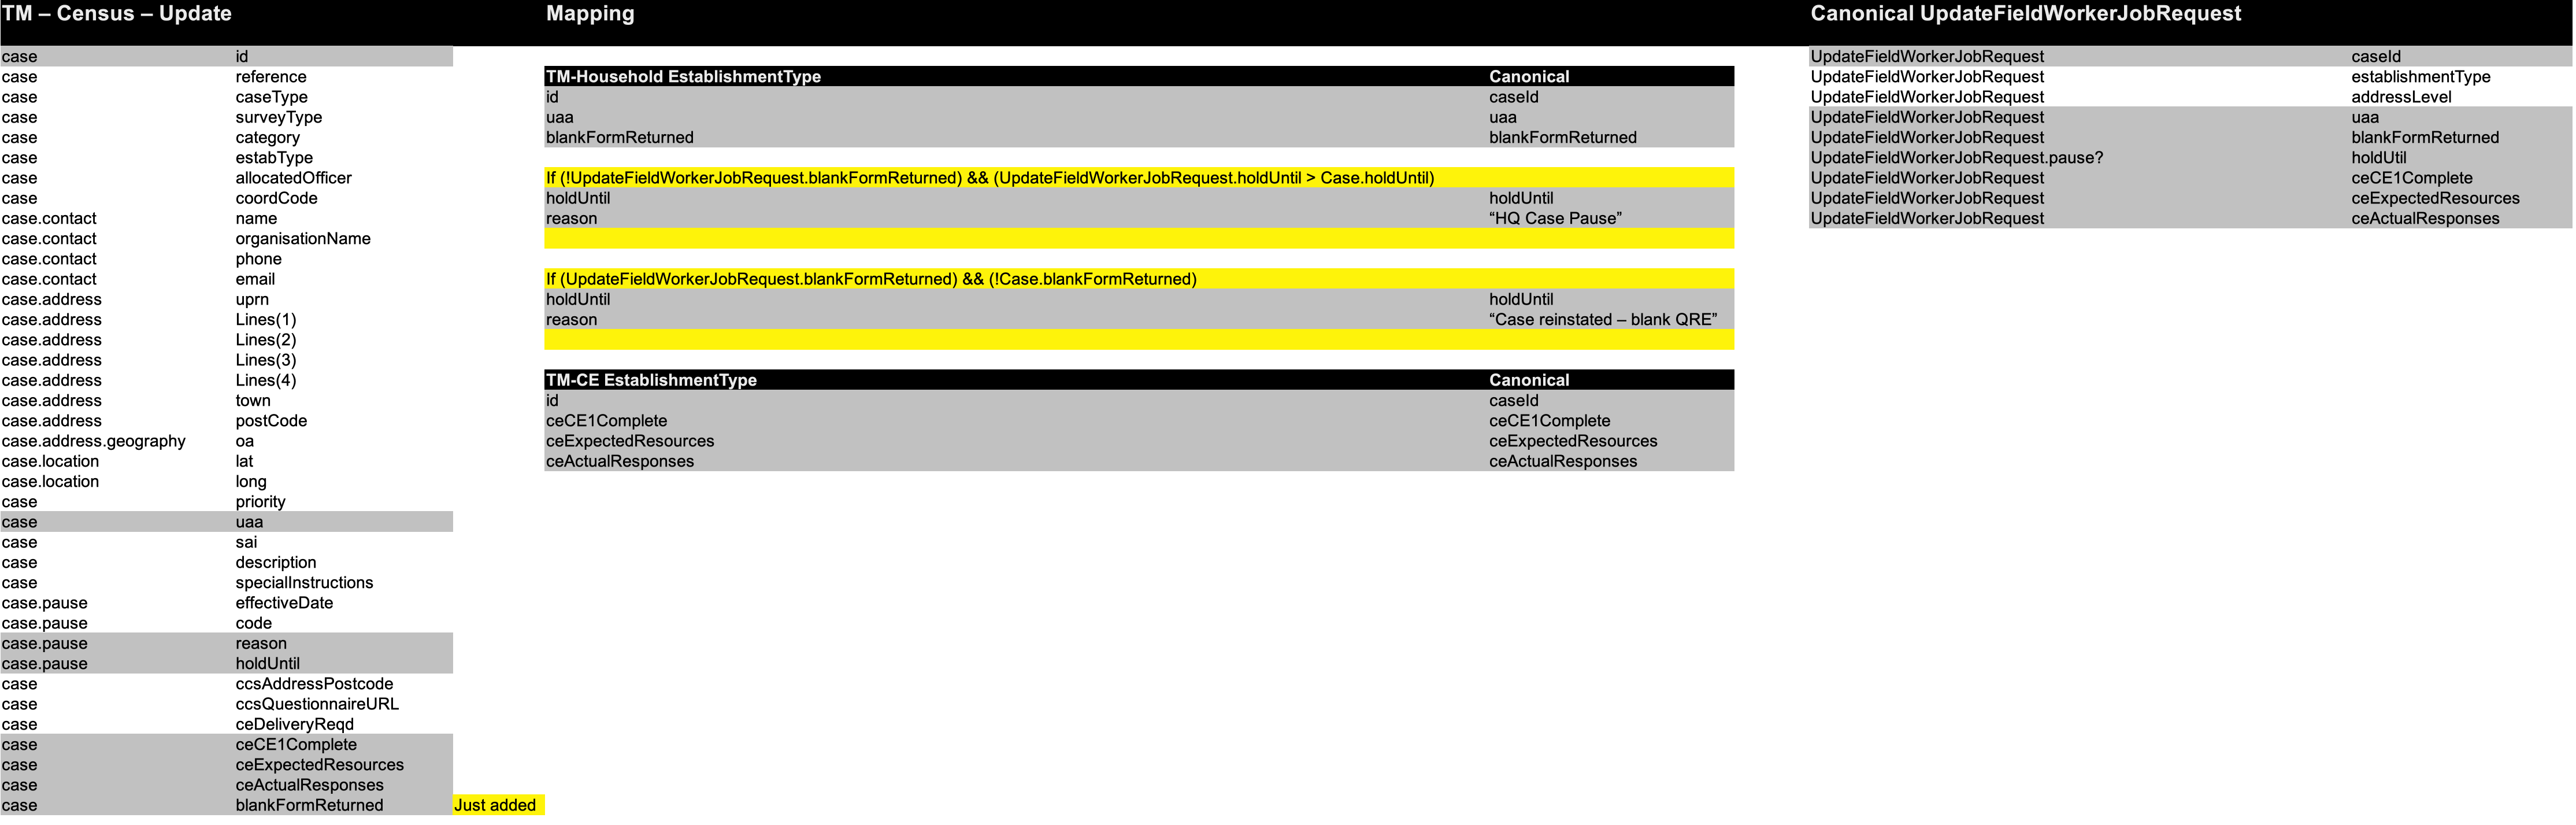 TM – Census – Update
case id
case reference
case caseType
case surveyType
case category
case estabType
case allocatedOfficer
case coordCode
case.contact name
case.contact organisationName
case.contact phone
case.contact email
case.address uprn
case.address Lines(1)
case.address Lines(2)
case.address Lines(3)
case.address Lines(4)
case.address town
case.address postCode
case.address.geography oa
case.location lat
case.location long
case priority
case uaa
case sai
case description
case specialInstructions
case.pause effectiveDate
case.pause code
case.pause reason
case.pause holdUntil
case ccsAddressPostcode
case ccsQuestionnaireURL
case ceDeliveryReqd
case ceCE1Complete
case ceExpectedResources
case ceActualResponses
case blankFormReturned Just added
Mapping
TM-Household EstablishmentType Canonical
id caseId
uaa uaa
blankFormReturned blankFormReturned
If (!UpdateFieldWorkerJobRequest.blankFormReturned) && (UpdateFieldWorkerJobRequest.holdUntil > Case.holdUntil)
holdUntil holdUntil
reason “HQ Case Pause”
If (UpdateFieldWorkerJobRequest.blankFormReturned) && (!Case.blankFormReturned)
holdUntil holdUntil
reason “Case reinstated – blank QRE”
TM-CE EstablishmentType Canonical
id caseId
ceCE1Complete ceCE1Complete
ceExpectedResources ceExpectedResources
ceActualResponses ceActualResponses
Canonical UpdateFieldWorkerJobRequest
UpdateFieldWorkerJobRequest caseId
UpdateFieldWorkerJobRequest establishmentType
UpdateFieldWorkerJobRequest addressLevel
UpdateFieldWorkerJobRequest uaa
UpdateFieldWorkerJobRequest blankFormReturned
UpdateFieldWorkerJobRequest.pause? holdUtil
UpdateFieldWorkerJobRequest ceCE1Complete
UpdateFieldWorkerJobRequest ceExpectedResources
UpdateFieldWorkerJobRequest ceActualResponses